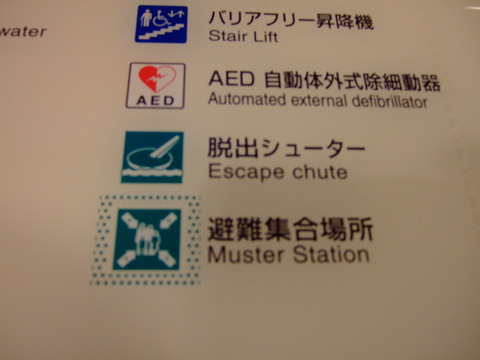 water
バリアフリー昇降機
Stair Lift
AED
AED 自動体外式除細動器
Automated external defibrillator
脱出シューター
Escape chute
避難集合場所
Muster Station